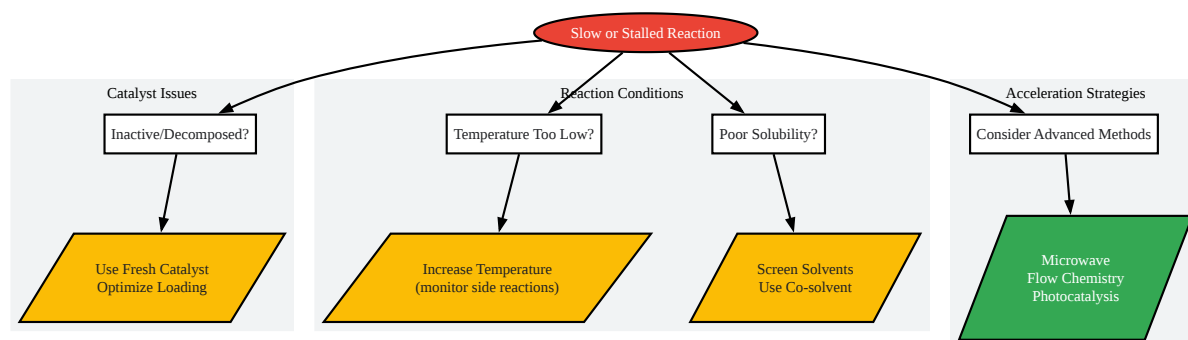 Slow or Stalled Reaction
Catalyst Issues
Reaction Conditions
Acceleration Strategies
Inactive/Decomposed?
Temperature Too Low?
Poor Solubility?
Consider Advanced Methods
Use Fresh Catalyst
Optimize Loading
Increase Temperature
(monitor side reactions)
Screen Solvents
Use Co-solvent
Microwave
Flow Chemistry
Photocatalysis